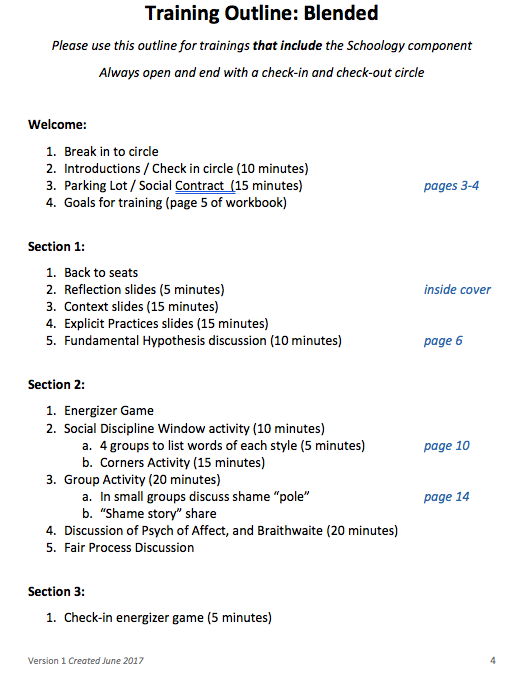 Training Outline: Blended
Please use this outline for trainings that include the Schoology component
Always open and end with a check-in and check-out circle
Welcome:
1. Break in to circle
2. Introductions / Check in circle (10 minutes)
3. Parking Lot / Social Contract (15 minutes) pages 3-4
4. Goals for training (page 5 of workbook)
Section 1:
1. Back to seats
2. Reflection slides (5 minutes) inside cover
3. Context slides (15 minutes)
4. Explicit Practices slides (15 minutes)
5. Fundamental Hypothesis discussion (10 minutes) page 6
Section 2:
1. Energizer Game
2. Social Discipline Window activity (10 minutes)
a. 4 groups to list words of each style (5 minutes) page 10
b. Corners Activity (15 minutes)
3. Group Activity (20 minutes)
a. In small groups discuss shame “pole” page 14
b. “Shame story” share
4. Discussion of Psych of Affect, and Braithwaite (20 minutes)
5. Fair Process Discussion
Section 3:
1. Check-in energizer game (5 minutes)
Version 1 Created June 2017 4